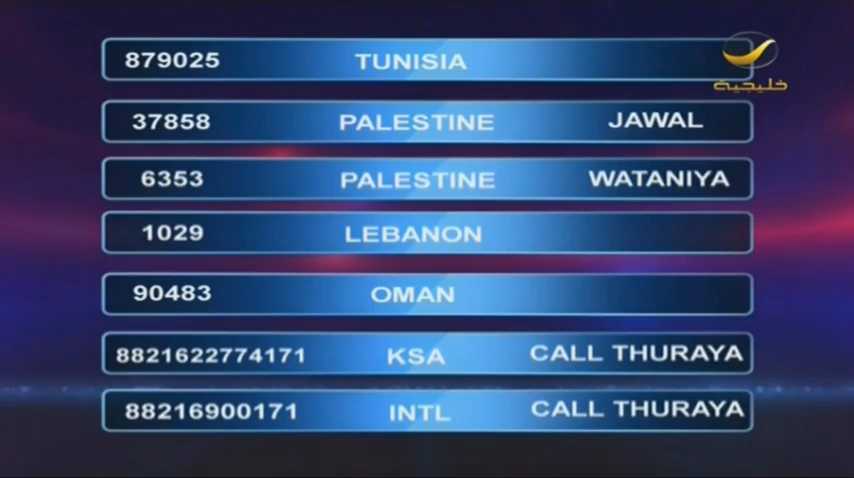 879025 TUNISIA
خليجية
37858 PALESTINE JAWAL
6353 PALESTINE WATANIYA
1029 LEBANON
90483 OMAN
8821622774171 KSA CALL THURAYA
88216900171 INTL CALL THURAYA